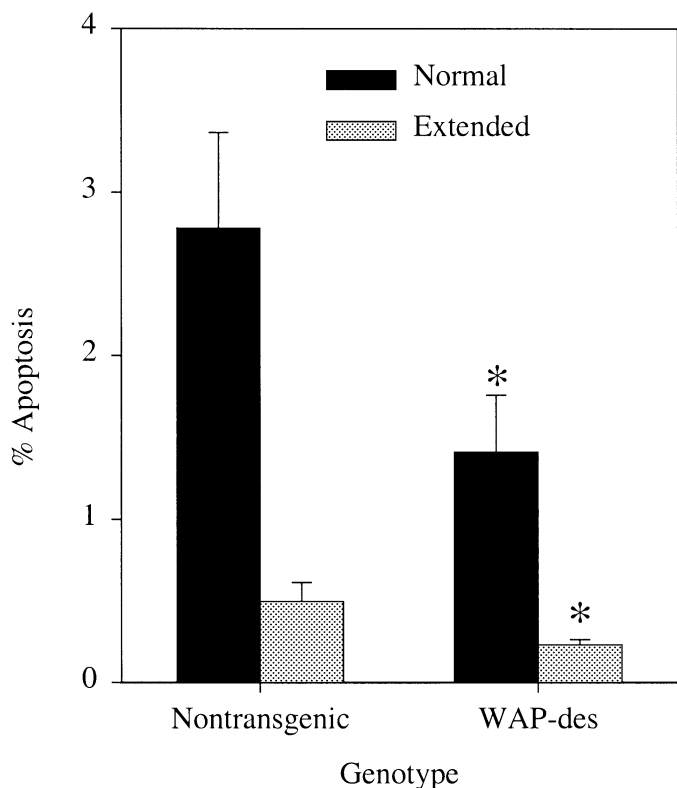 4
Normal
Extended
3
% Apoptosis
2
*
1
*
0
Nontransgenic WAP-des
Genotype